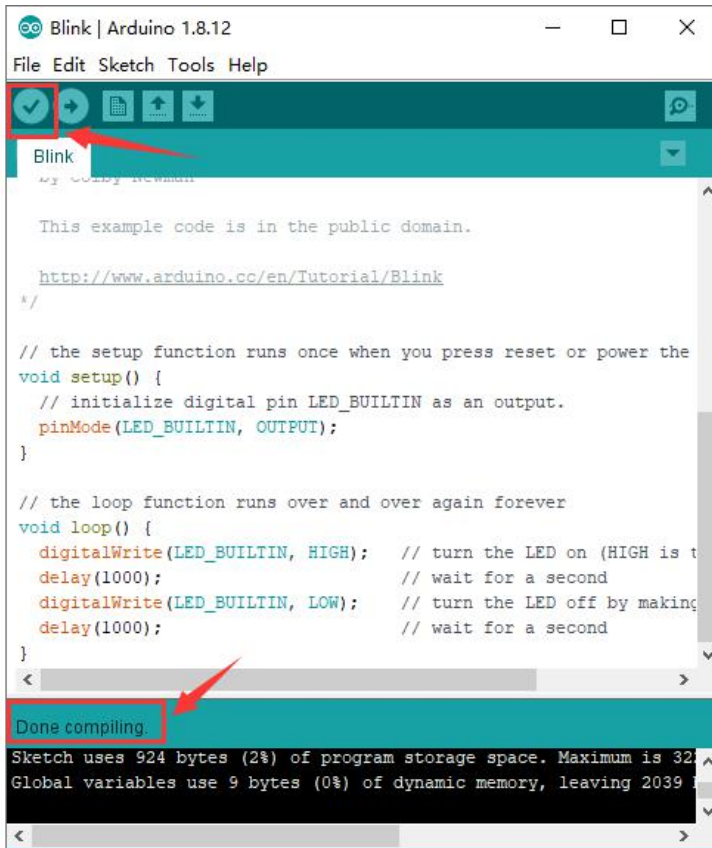 Blink | Arduino 1.8.12
File Edit Sketch Tools Help
Blink
by Colby Newman
This example code is in the public domain.
http://www.arduino.cc/en/Tutorial/Blink
*/
// the setup function runs once when you press reset or power the
void setup() {
// initialize digital pin LED_BUILTIN as an output.
pinMode(LED_BUILTIN, OUTPUT);
}
// the loop function runs over and over again forever
void loop() {
digitalWrite(LED_BUILTIN, HIGH); // turn the LED on (HIGH is t
delay(1000); // wait for a second
digitalWrite(LED_BUILTIN, LOW); // turn the LED off by making
delay(1000); // wait for a second
}
Done compiling.
Sketch uses 924 bytes (2%) of program storage space. Maximum is 32
Global variables use 9 bytes (0%) of dynamic memory, leaving 2039